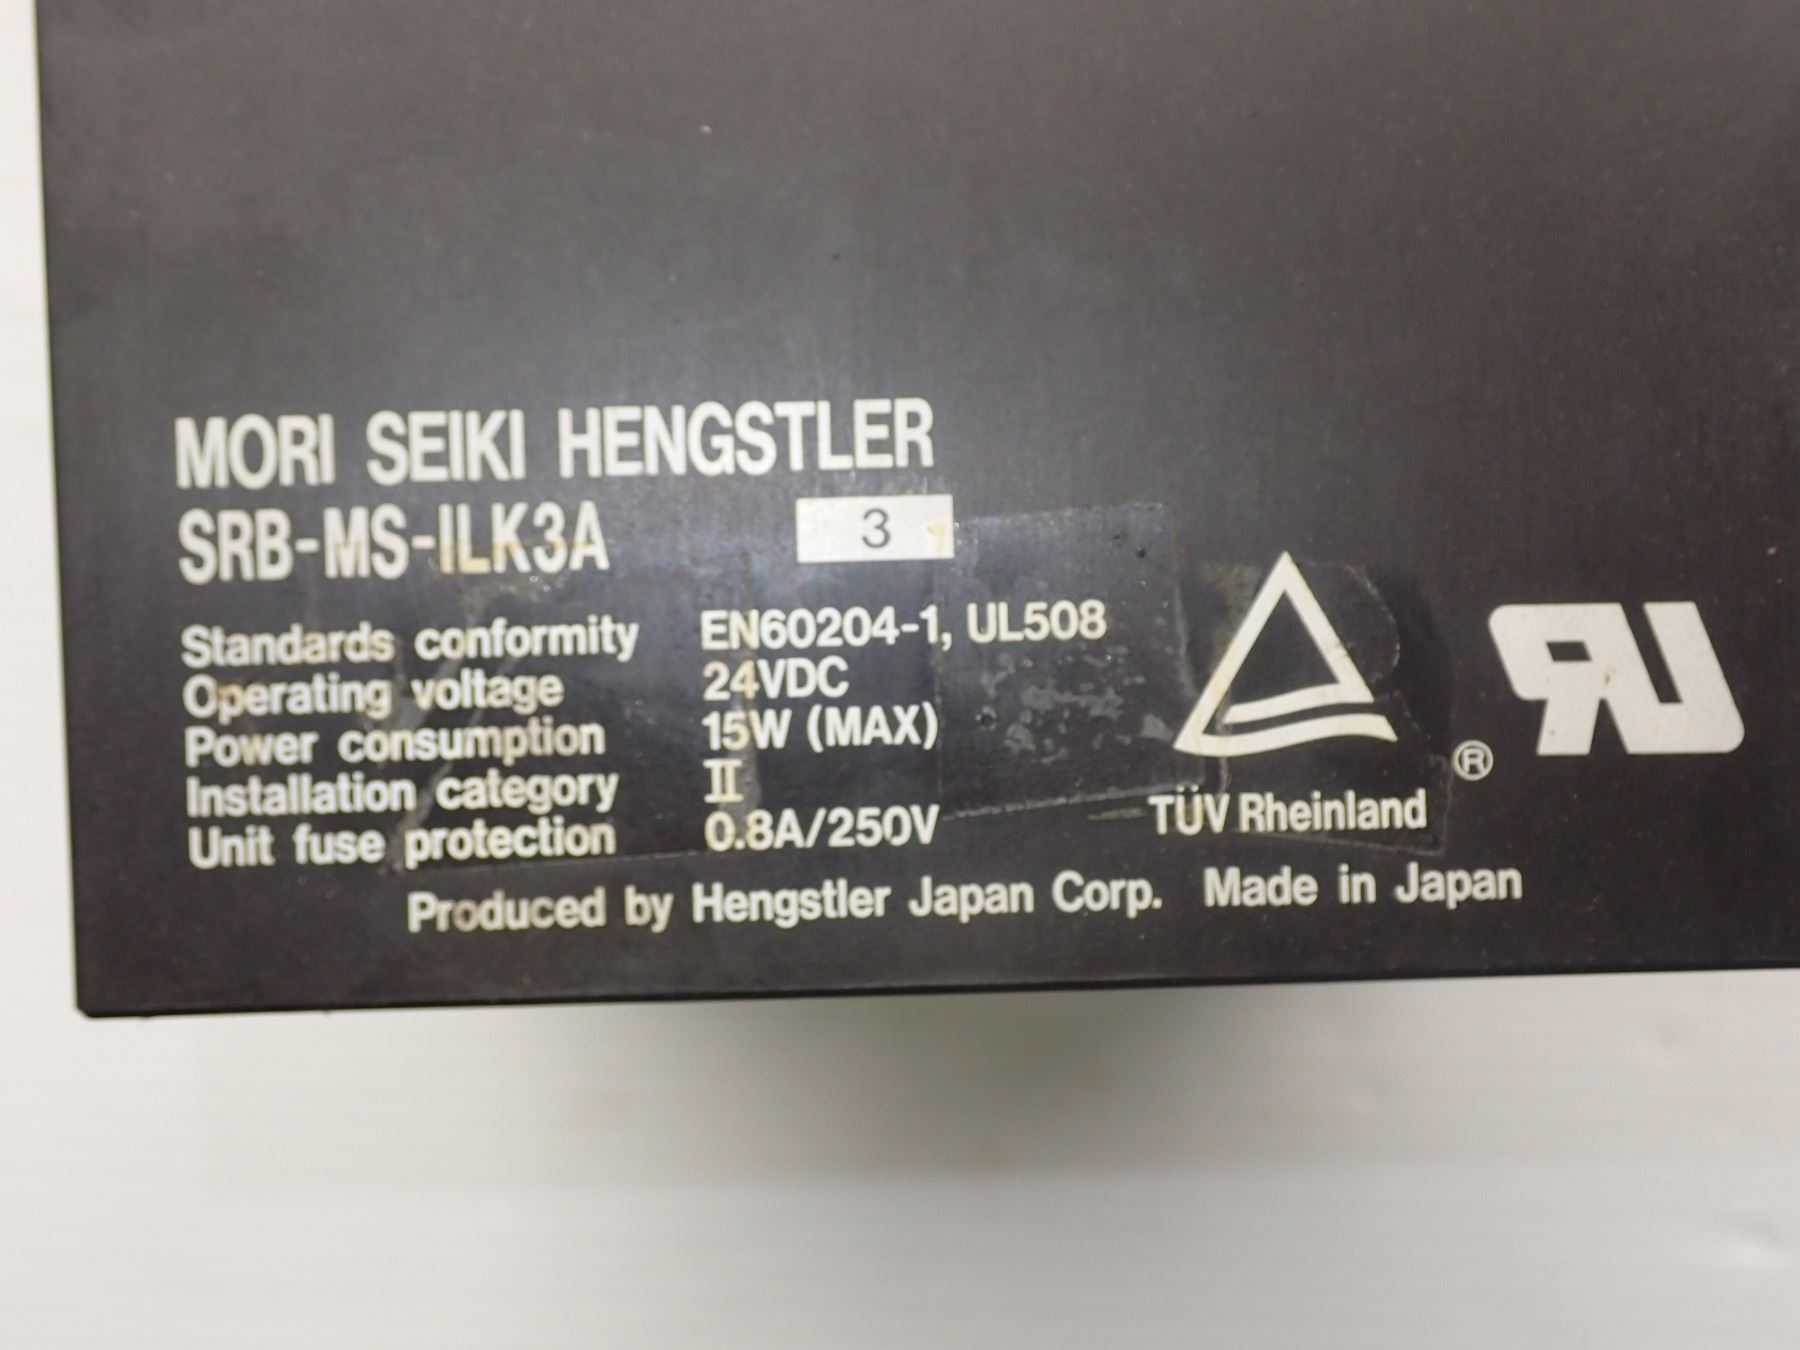 MORI SEIKI HENGSTLER
SRB-MS-ILK3A 3
Standards conformity EN60204-1, UL508
Operating voltage 24VDC
Power consumption 15W (MAX)
Installation category II
Unit fuse protection 0.8A/250V
®
TÜV Rheinland
RU
Produced by Hengstler Japan Corp. Made in Japan